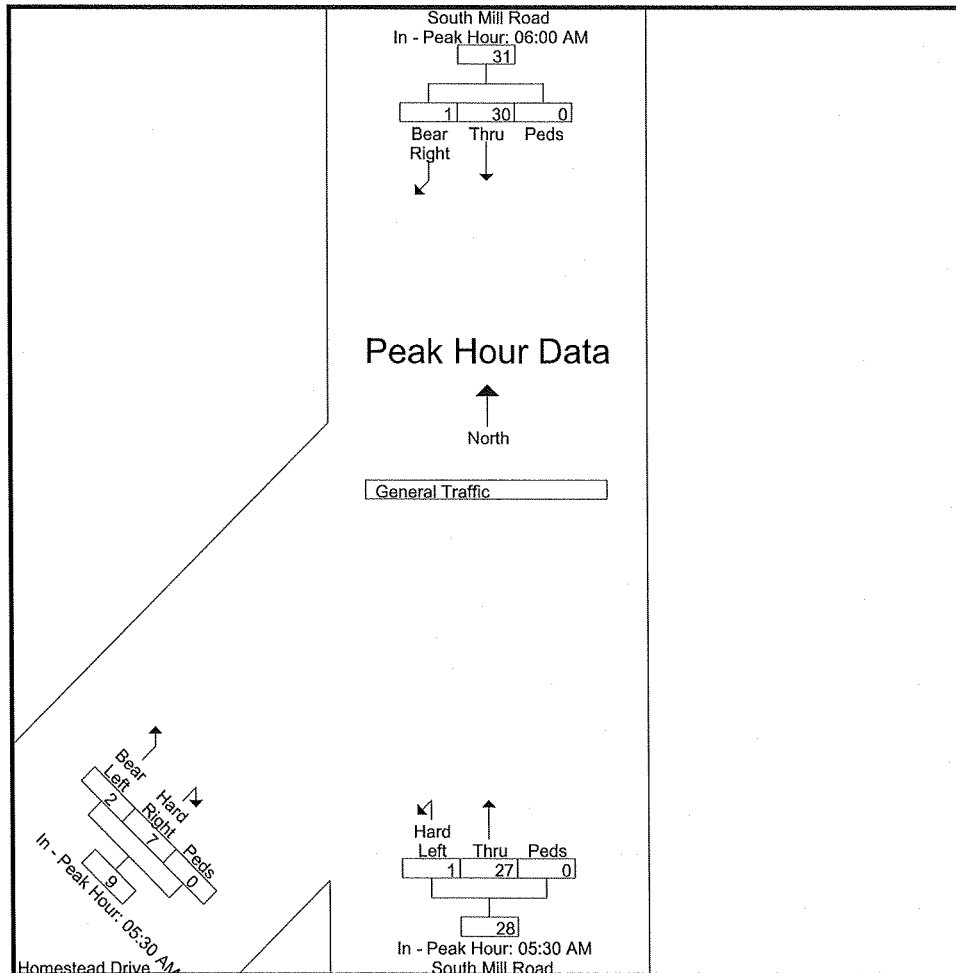 South Mill Road
In - Peak Hour: 06:00 AM
31
1 30 0
Bear Right Thru Peds
Peak Hour Data
North
General Traffic
Bear Left Hard Right Peds
2 7 0
9
In - Peak Hour: 05:30 AM
Homestead Drive
Hard Left Thru Peds
1 27 0
28
In - Peak Hour: 05:30 AM
South Mill Road